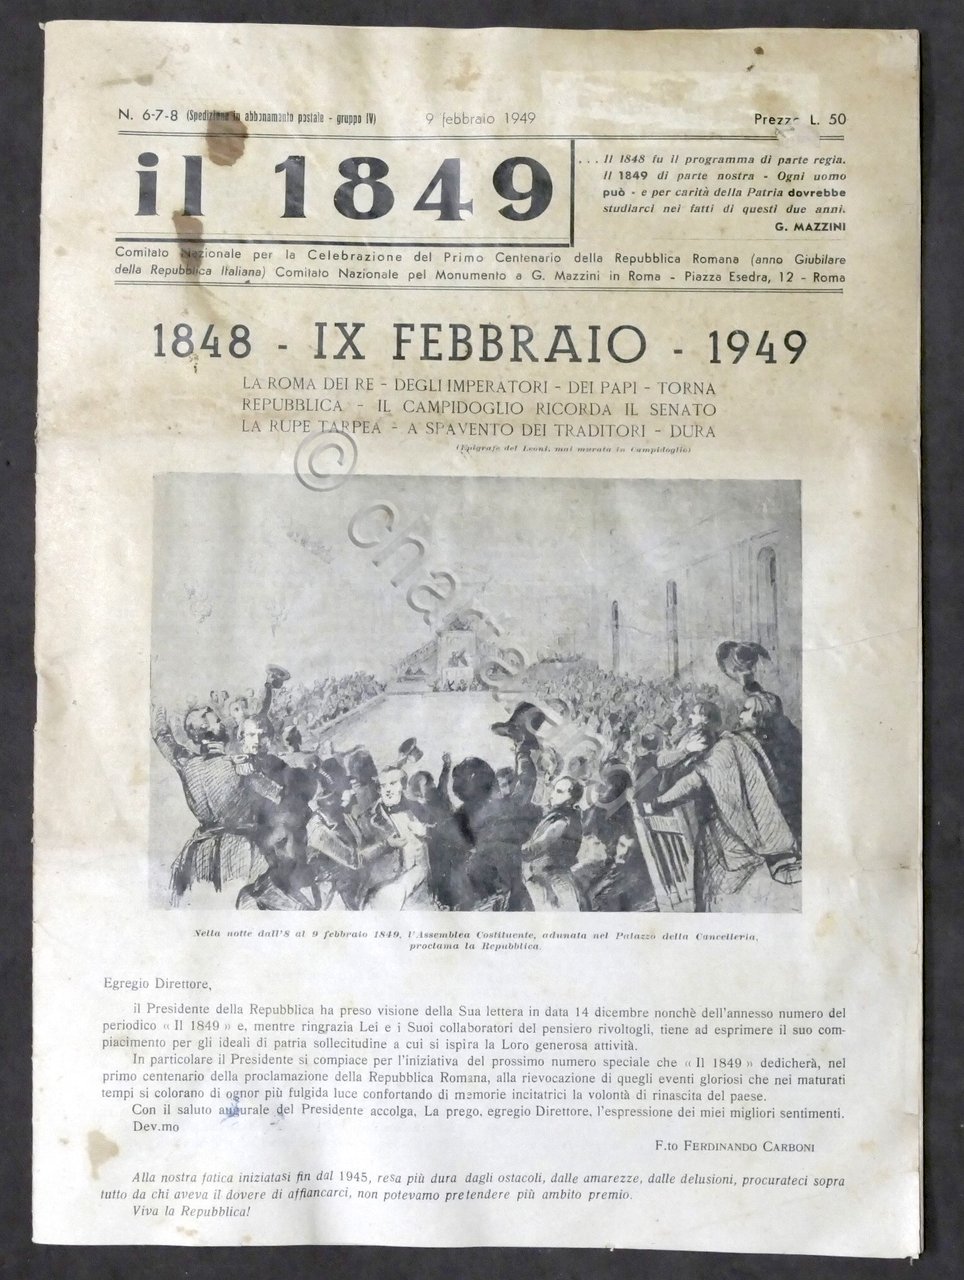 N. 6-7-8 (Spedizione in abbonamento postale - gruppo IV)
9 febbraio 1949
Prezzo L. 50
il 1849
. . . Il 1848 fu il programma di parte regia.
Il 1849 di parte nostra - Ogni uomo
può - e per carità della Patria dovrebbe
studiarci nei fatti di questi due anni.
G. MAZZINI
Comitato Nazionale per la Celebrazione del Primo Centenario della Repubblica Romana (anno Giubilare
della Repubblica Italiana) Comitato Nazionale pel Monumento a G. Mazzini in Roma - Piazza Esedra, 12 - Roma
1848 - IX FEBBRAIO - 1949
LA ROMA DEI RE - DEGLI IMPERATORI - DEI PAPI - TORNA
REPUBBLICA - IL CAMPIDOGLIO RICORDA IL SENATO
LA RUPE TARPEA - A SPAVENTO DEI TRADITORI - DURA
(Epigrafe del Leoni, mai murata in Campidoglio)
©
Nella notte dall'8 al 9 febbraio 1849, l'Assemblea Costituente, adunata nel Palazzo della Cancelleria,
proclama la Repubblica.
Egregio Direttore,
il Presidente della Repubblica ha preso visione della Sua lettera in data 14 dicembre nonchè dell'annesso numero del
periodico « Il 1849 » e, mentre ringrazia Lei e i Suoi collaboratori del pensiero rivoltogli, tiene ad esprimere il suo com-
piacimento per gli ideali di patria sollecitudine a cui si ispira la Loro generosa attività.
In particolare il Presidente si compiace per l'iniziativa del prossimo numero speciale che « Il 1849 » dedicherà, nel
primo centenario della proclamazione della Repubblica Romana, alla rievocazione di quegli eventi gloriosi che nei maturati
tempi si colorano di ognor più fulgida luce confortando di memorie incitatrici la volontà di rinascita del paese.
Con il saluto augurale del Presidente accolga, La prego, egregio Direttore, l'espressione dei miei migliori sentimenti.
Dev.mo
F.to FERDINANDO CARBONI
Alla nostra fatica iniziatasi fin dal 1945, resa più dura dagli ostacoli, dalle amarezze, dalle delusioni, procurateci sopra
tutto da chi aveva il dovere di affiancarci, non potevamo pretendere più ambito premio.
Viva la Repubblica!